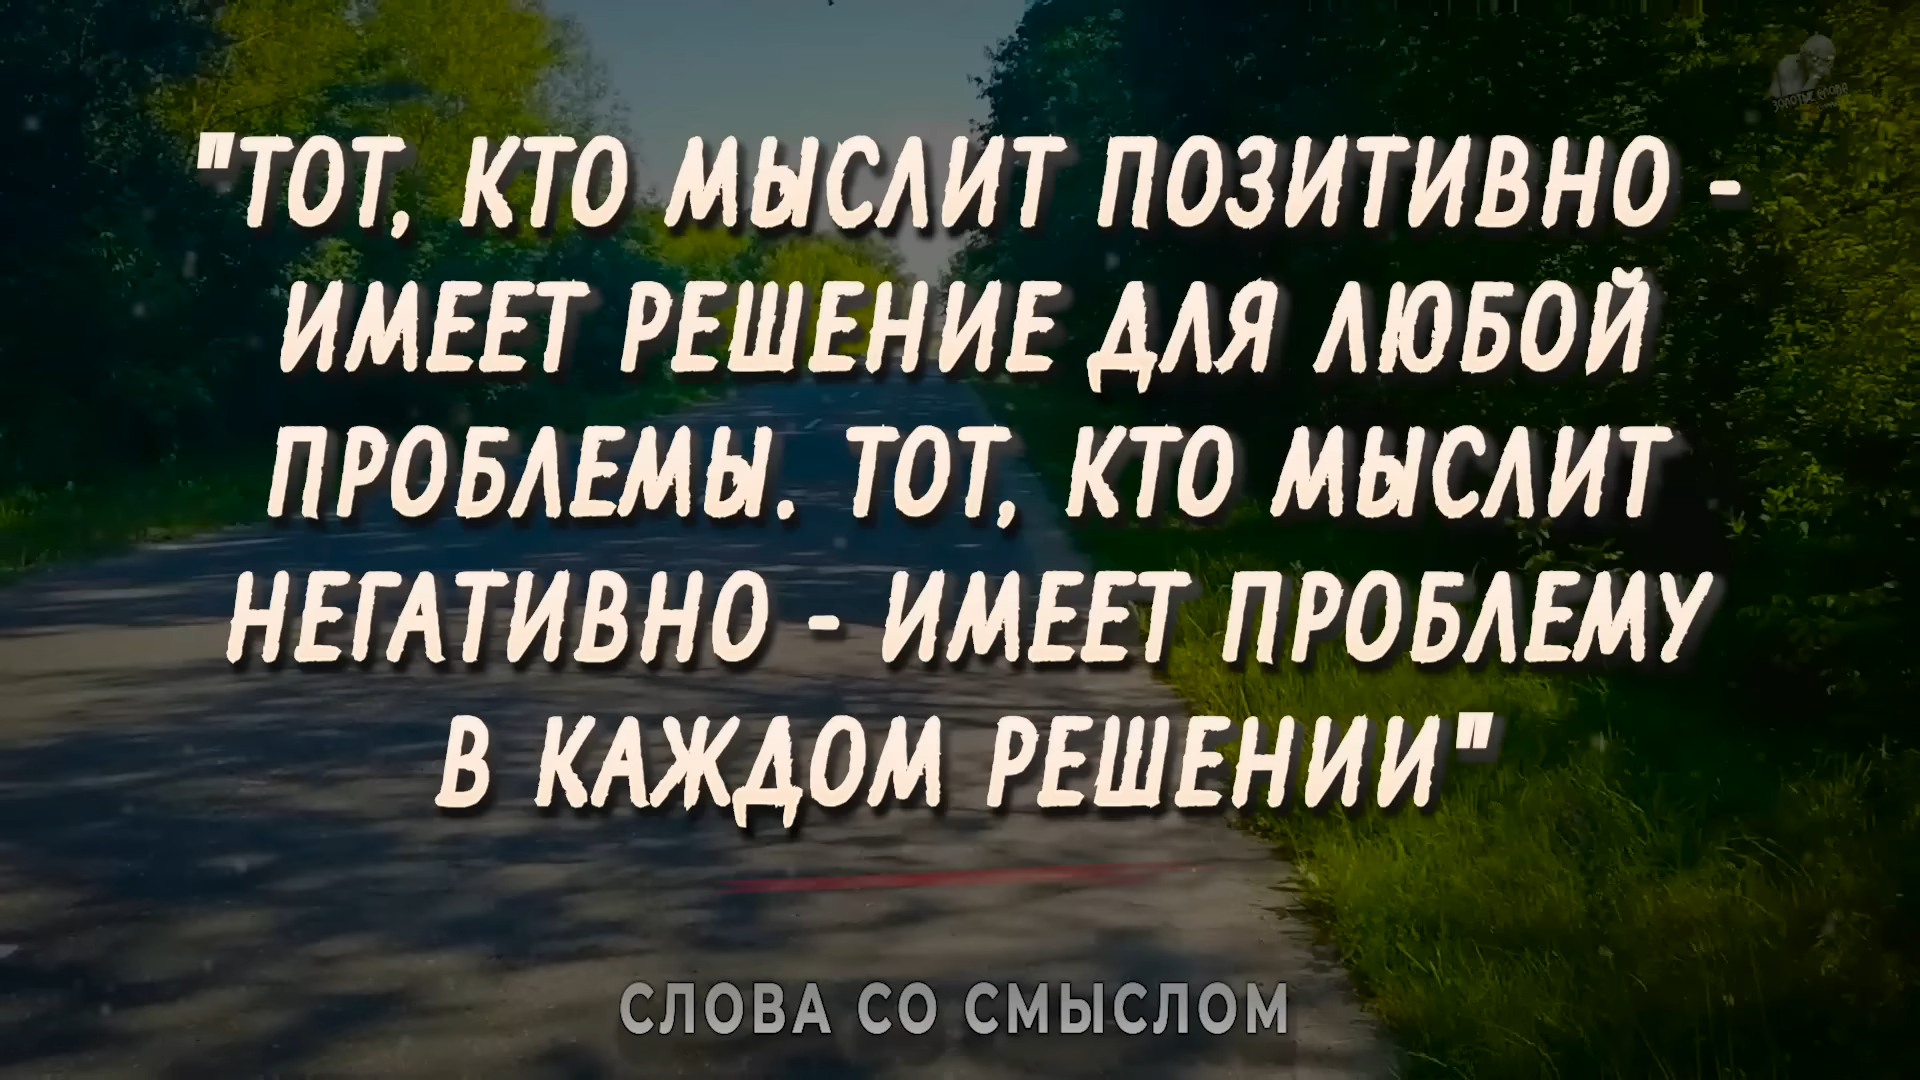 "ТОТ, КТО МЫСЛИТ ПОЗИТИВНО -
ИМЕЕТ РЕШЕНИЕ ДЛЯ ЛЮБОЙ
ПРОБЛЕМЫ. ТОТ, КТО МЫСЛИТ
НЕГАТИВНО - ИМЕЕТ ПРОБЛЕМУ
В КАЖДОМ РЕШЕНИИ"
СЛОВА СО СМЫСЛОМ